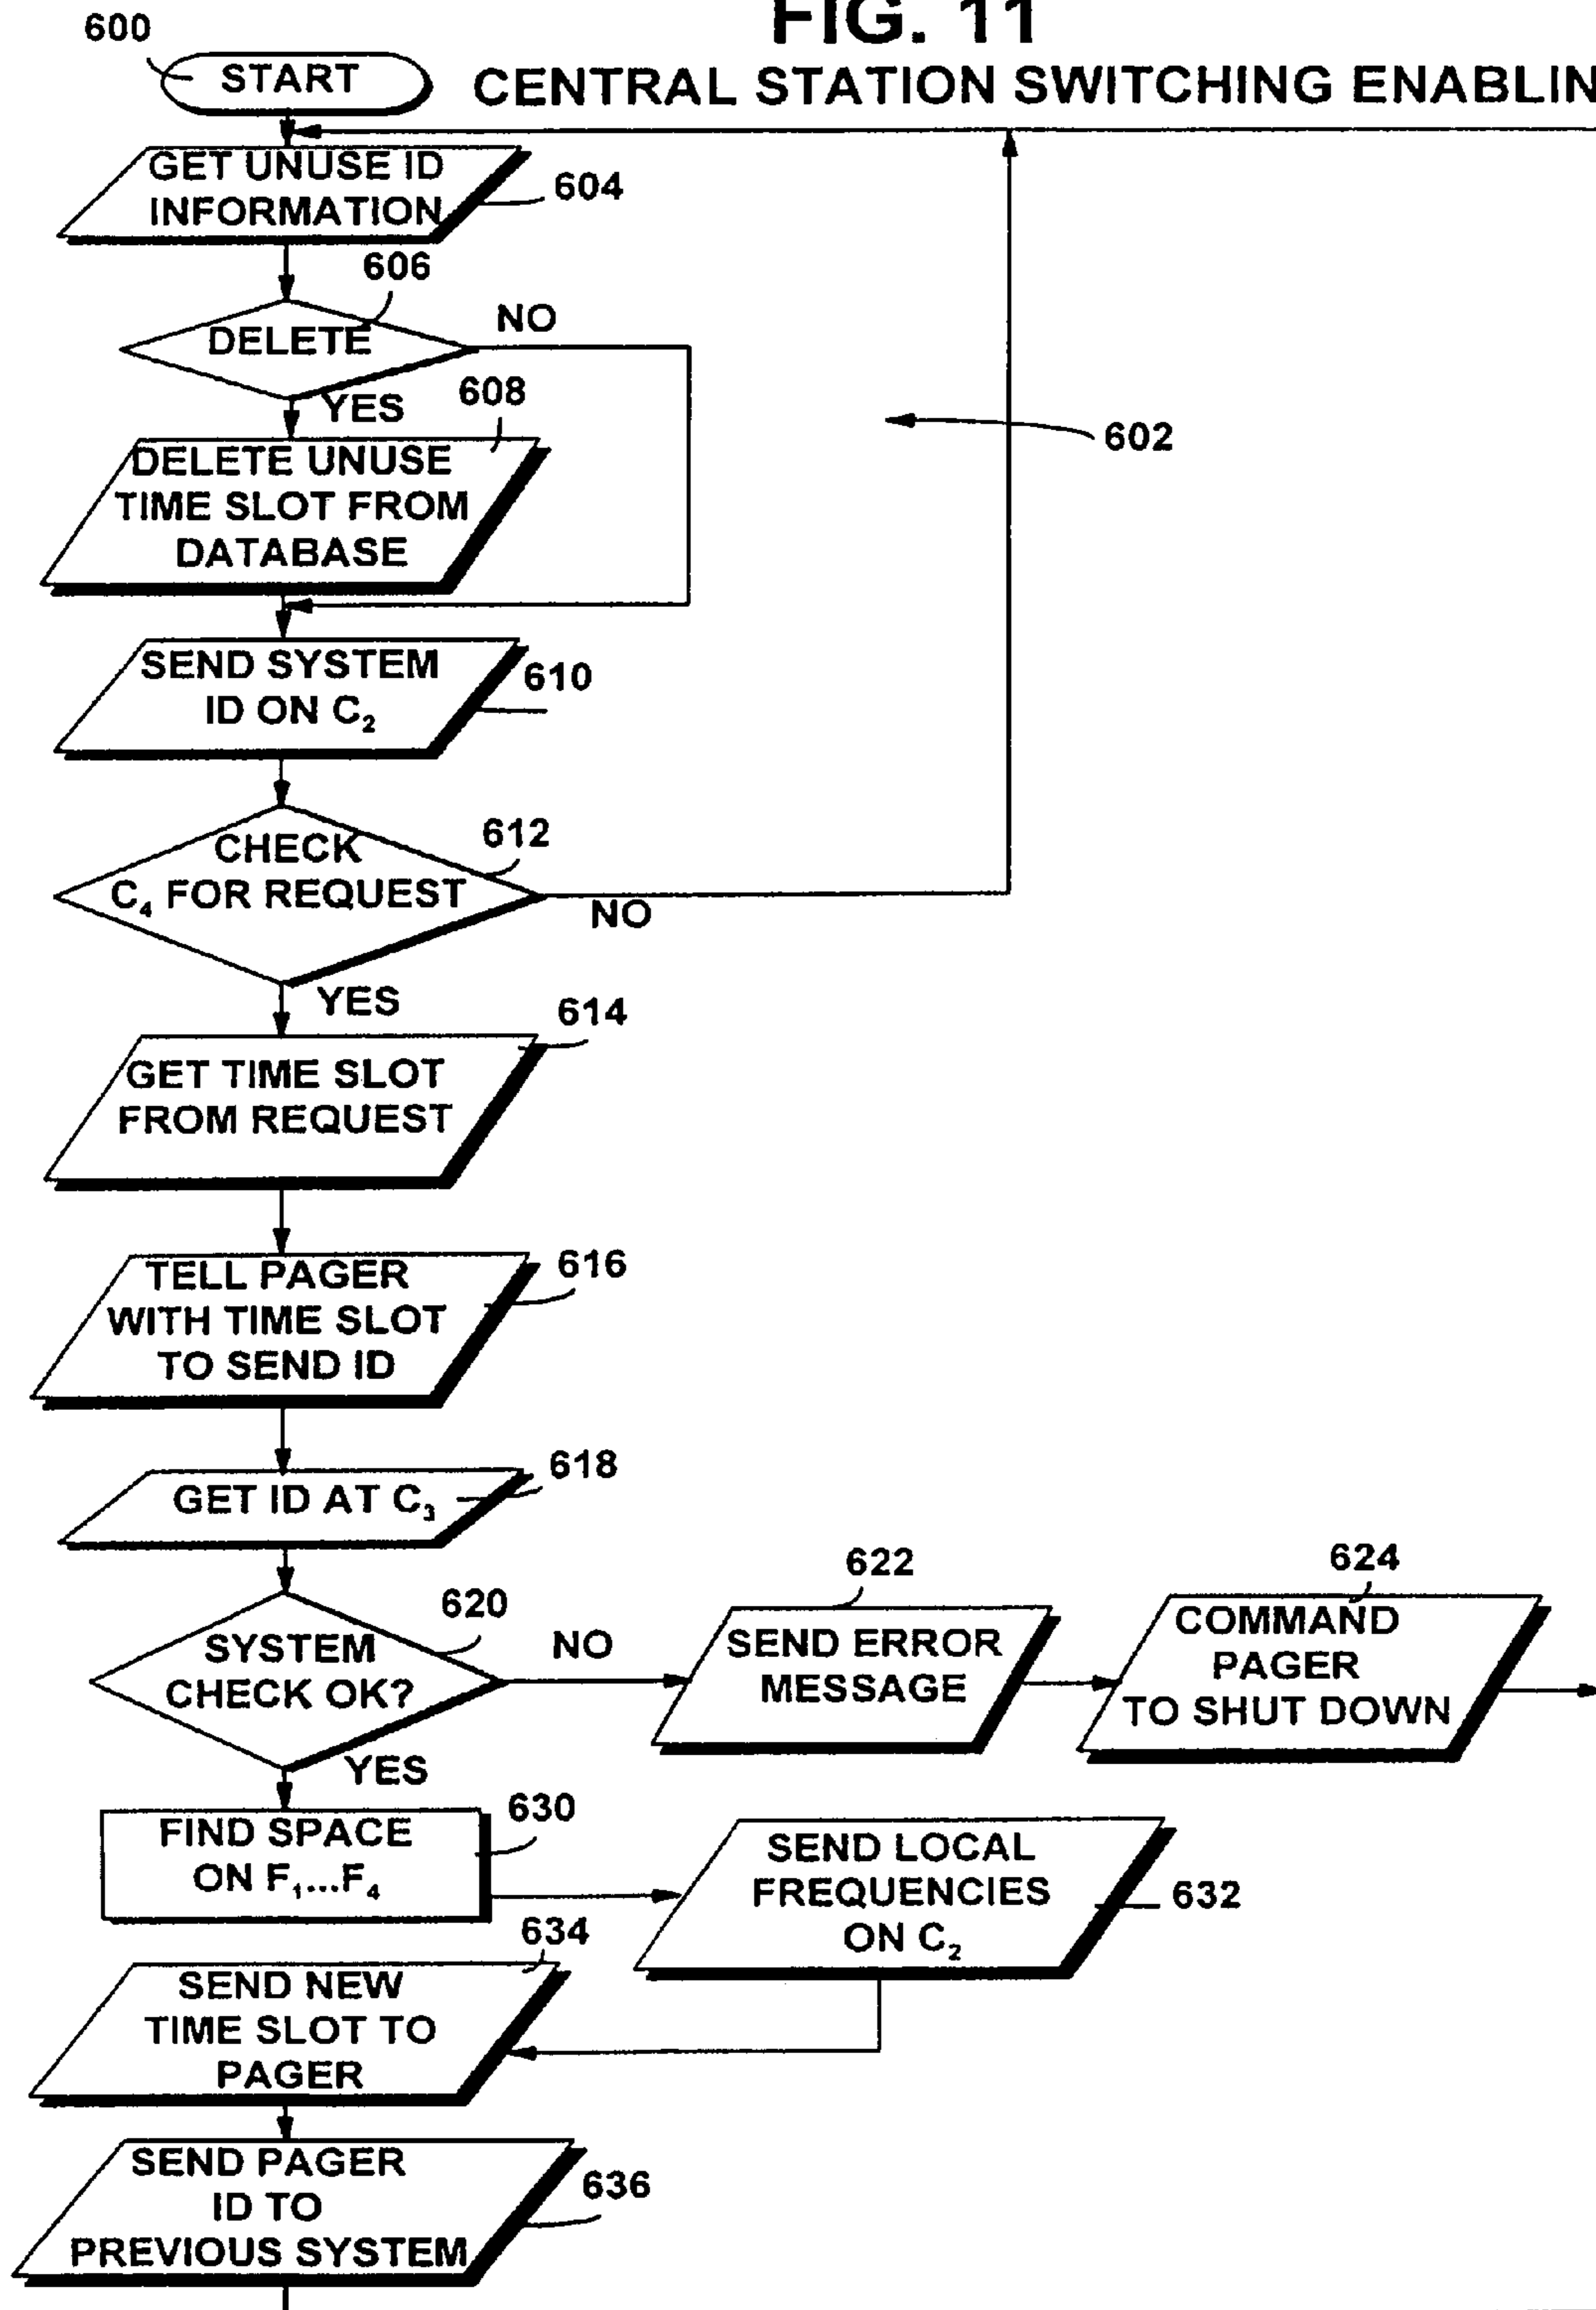 FIG. 11
600
START
CENTRAL STATION SWITCHING ENABLIN
GET UNUSE ID
INFORMATION
604
606
DELETE
NO
YES
608
602
DELETE UNUSE
TIME SLOT FROM
DATABASE
SEND SYSTEM
ID ON C₂
610
CHECK
C₄ FOR REQUEST
612
NO
YES
614
GET TIME SLOT
FROM REQUEST
TELL PAGER
WITH TIME SLOT
TO SEND ID
616
GET ID AT C₃
618
620
SYSTEM
CHECK OK?
NO
YES
622
SEND ERROR
MESSAGE
624
COMMAND
PAGER
TO SHUT DOWN
FIND SPACE
ON F₁...F₄
630
SEND LOCAL
FREQUENCIES
ON C₂
632
634
SEND NEW
TIME SLOT TO
PAGER
SEND PAGER
ID TO
PREVIOUS SYSTEM
636